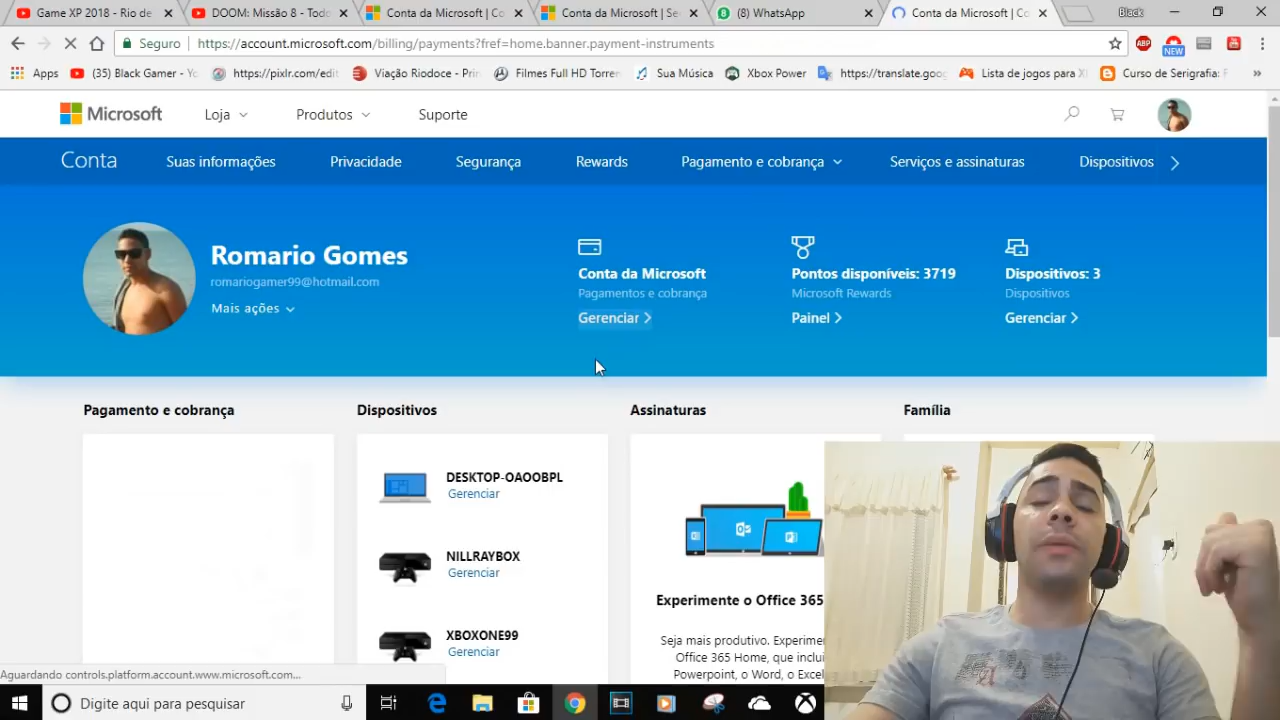 Game XP 2018 - Rio de
DOOM: Missão 8 - Todo
Conta da Microsoft | Co
Conta da Microsoft | Se
(8) WhatsApp
Conta da Microsoft | Co
Black
Seguro
https://account.microsoft.com/billing/payments?fref=home.banner.payment-instruments
ABP
NEW
Apps
(35) Black Gamer - Yo
https://pixlr.com/edit
Viação Riodoce - Prin
Filmes Full HD Torren
Sua Música
Xbox Power
https://translate.goog
Lista de jogos para X
Curso de Serigrafia: F
»
Microsoft
Loja
Produtos
Suporte
Conta
Suas informações
Privacidade
Segurança
Rewards
Pagamento e cobrança
Serviços e assinaturas
Dispositivos
Romario Gomes
romariogamer99@hotmail.com
Mais ações
Conta da Microsoft
Pagamentos e cobrança
Gerenciar
Pontos disponíveis: 3719
Microsoft Rewards
Painel
Dispositivos: 3
Dispositivos
Gerenciar
Pagamento e cobrança
Dispositivos
Assinaturas
Família
DESKTOP-OAOOBPL
Gerenciar
NILLRAYBOX
Gerenciar
XBOXONE99
Gerenciar
Experimente o Office 365
Seja mais produtivo. Experimen
Office 365 Home, que inclui
Powerpoint, o Word, o Excel
Aguardando controls.platform.account.www.microsoft.com...
Digite aqui para pesquisar